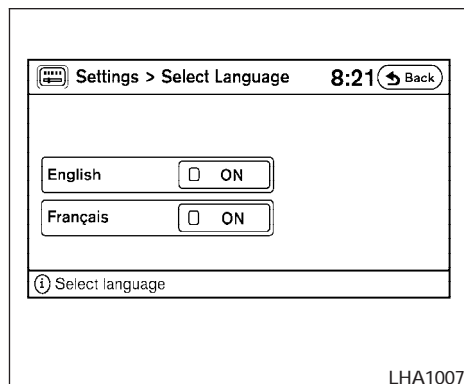 Settings > Select Language 8:21 Back
English ON
Français ON
Select language
LHA1007